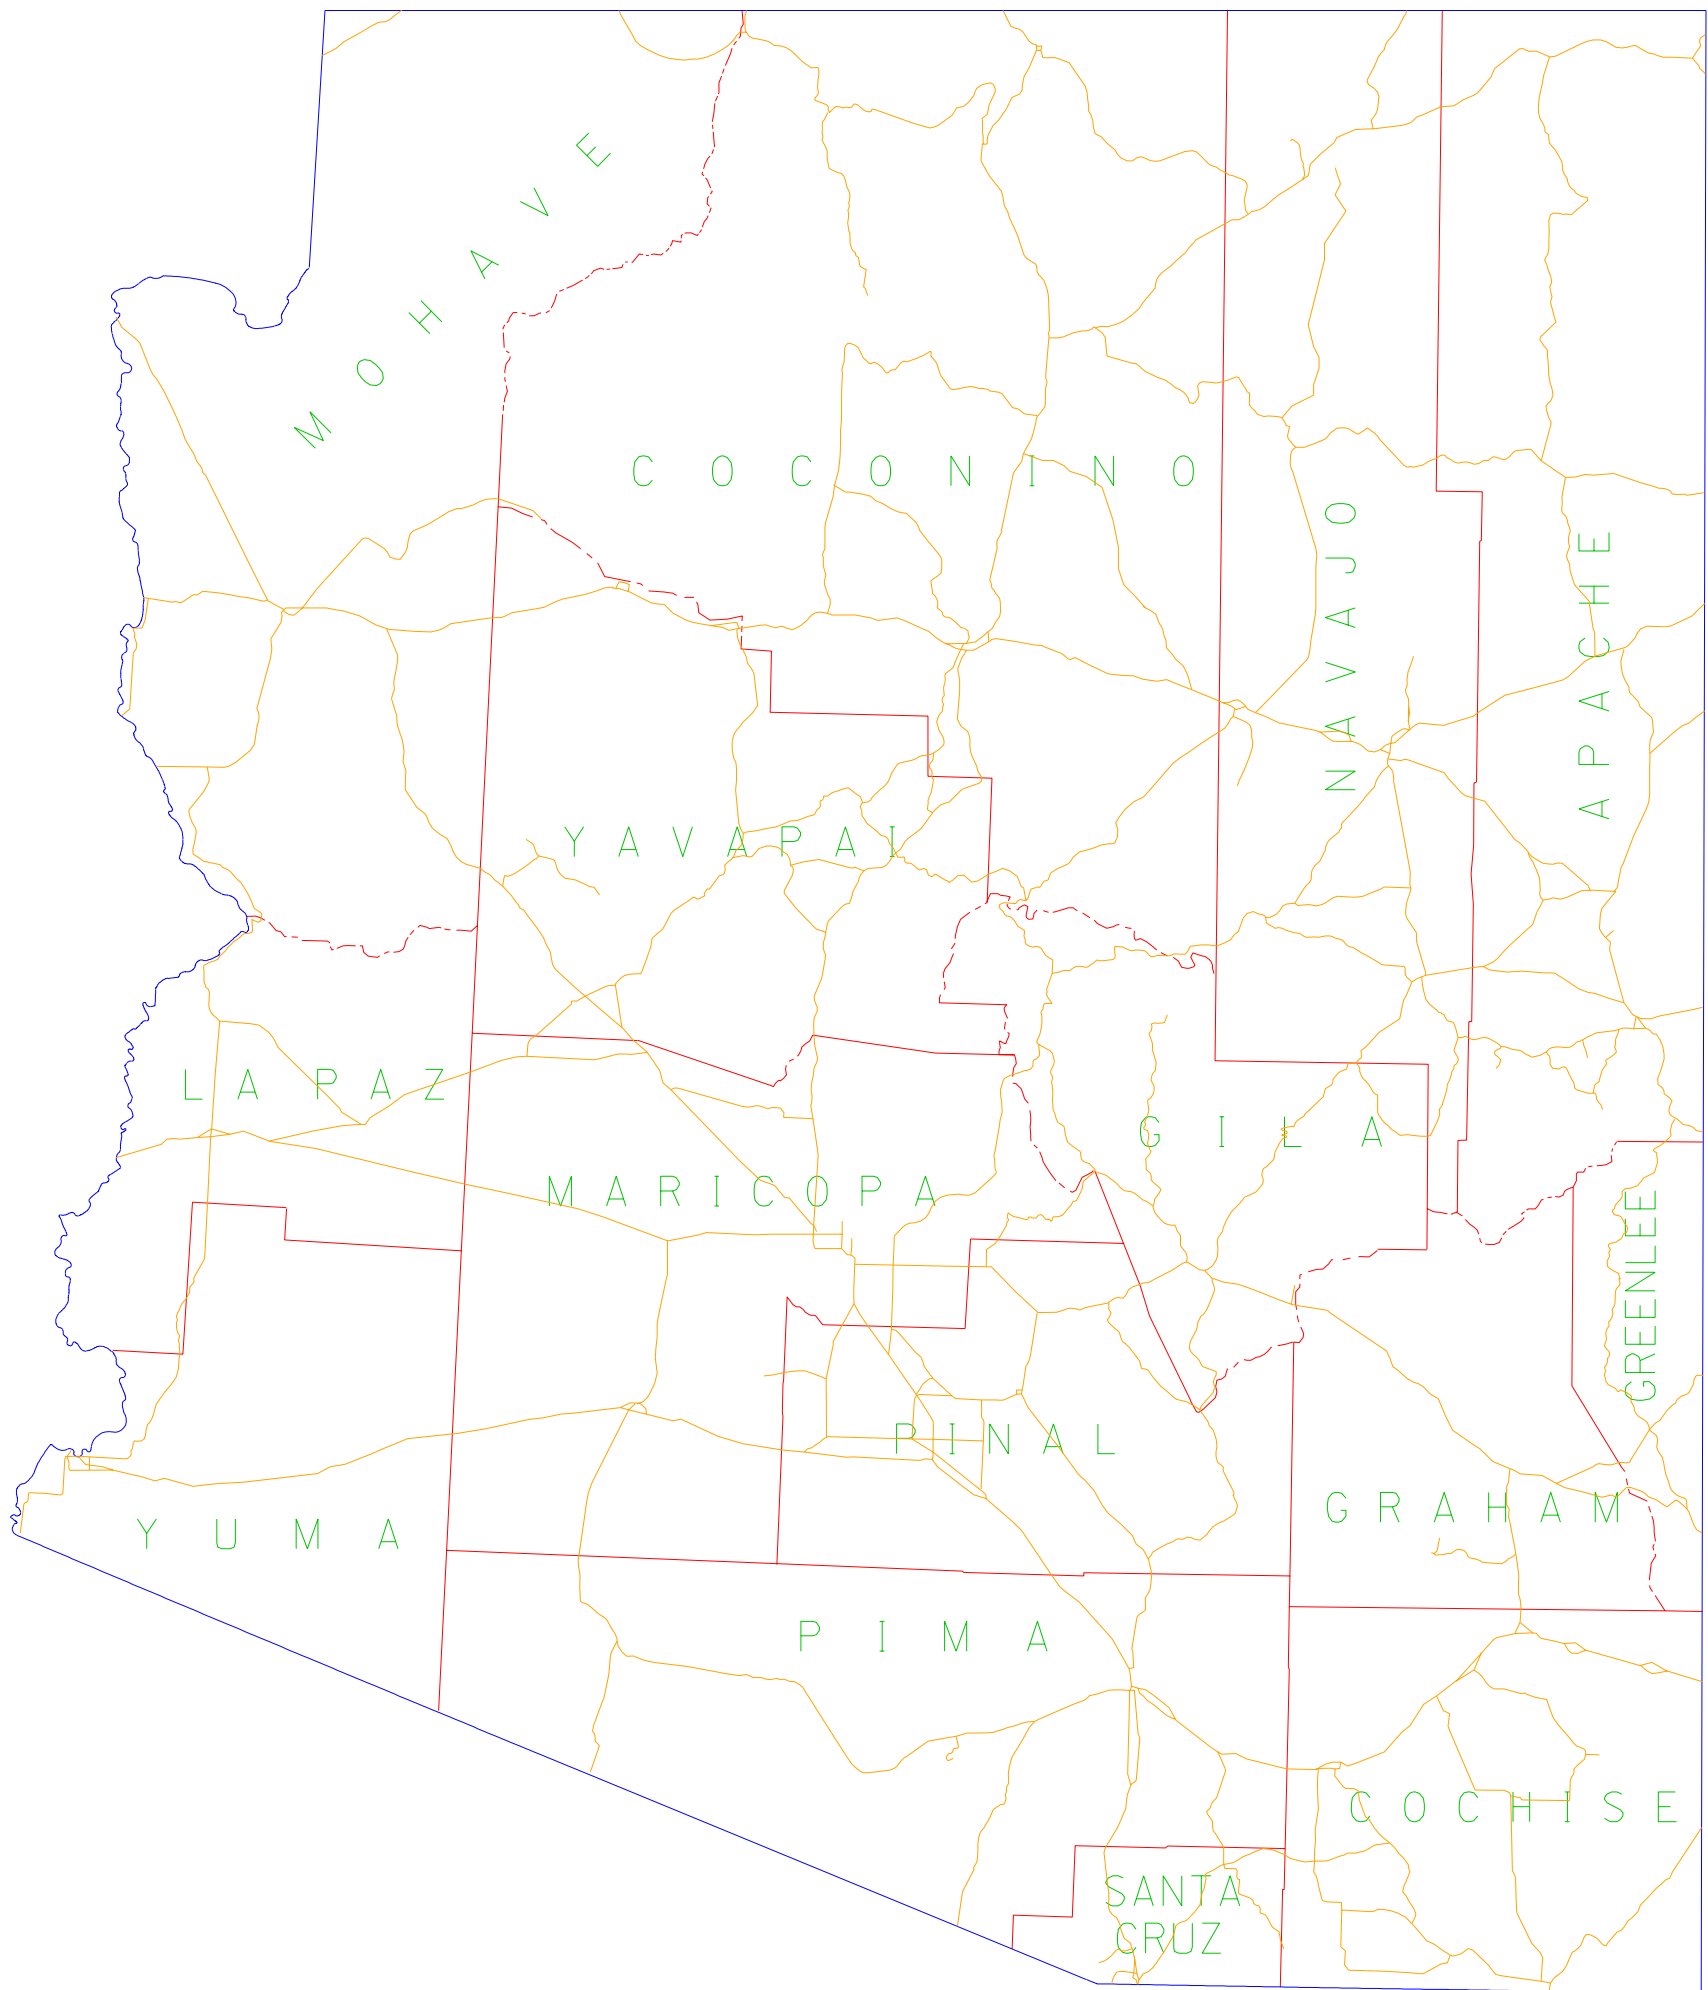 MOHAVE
COCONINO
NAVAJO
APACHE
YAVAPAI
LA PAZ
GILA
MARICOPA
GREENLEE
PINAL
GRAHAM
YUMA
PIMA
COCHISE
SANTA
CRUZ